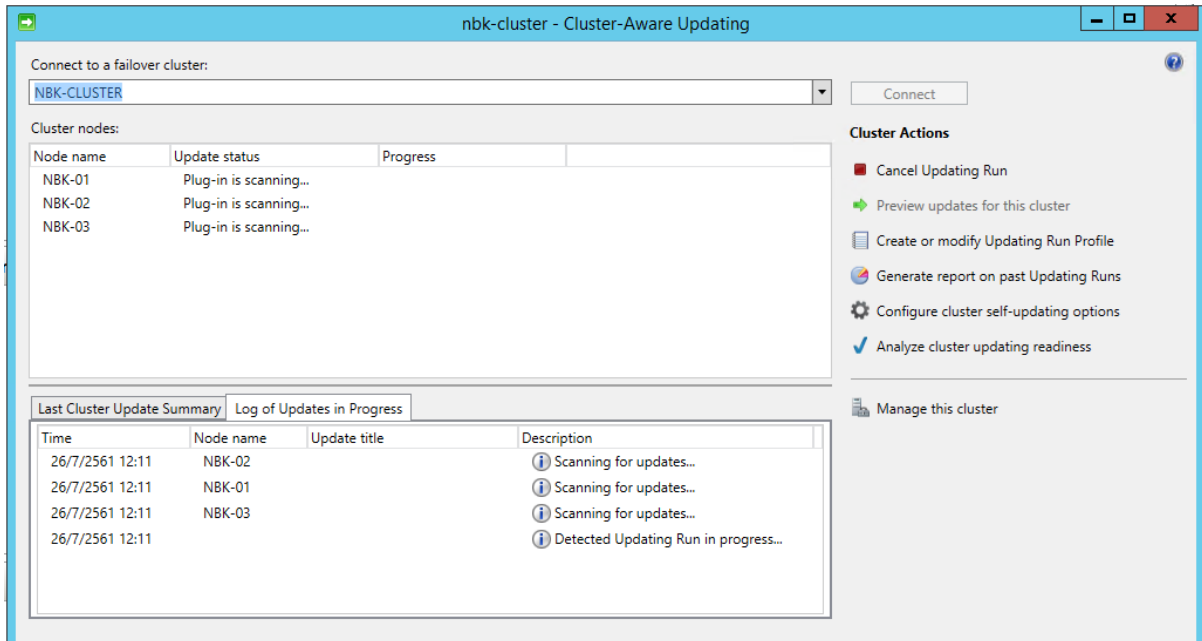 nbk-cluster - Cluster-Aware Updating
Connect to a failover cluster:
NBK-CLUSTER
Connect
Cluster nodes:
Node name Update status Progress
NBK-01 Plug-in is scanning...
NBK-02 Plug-in is scanning...
NBK-03 Plug-in is scanning...
Cluster Actions
Cancel Updating Run
Preview updates for this cluster
Create or modify Updating Run Profile
Generate report on past Updating Runs
Configure cluster self-updating options
Analyze cluster updating readiness
Manage this cluster
Last Cluster Update Summary Log of Updates in Progress
Time Node name Update title Description
26/7/2561 12:11 NBK-02 Scanning for updates...
26/7/2561 12:11 NBK-01 Scanning for updates...
26/7/2561 12:11 NBK-03 Scanning for updates...
26/7/2561 12:11 Detected Updating Run in progress...